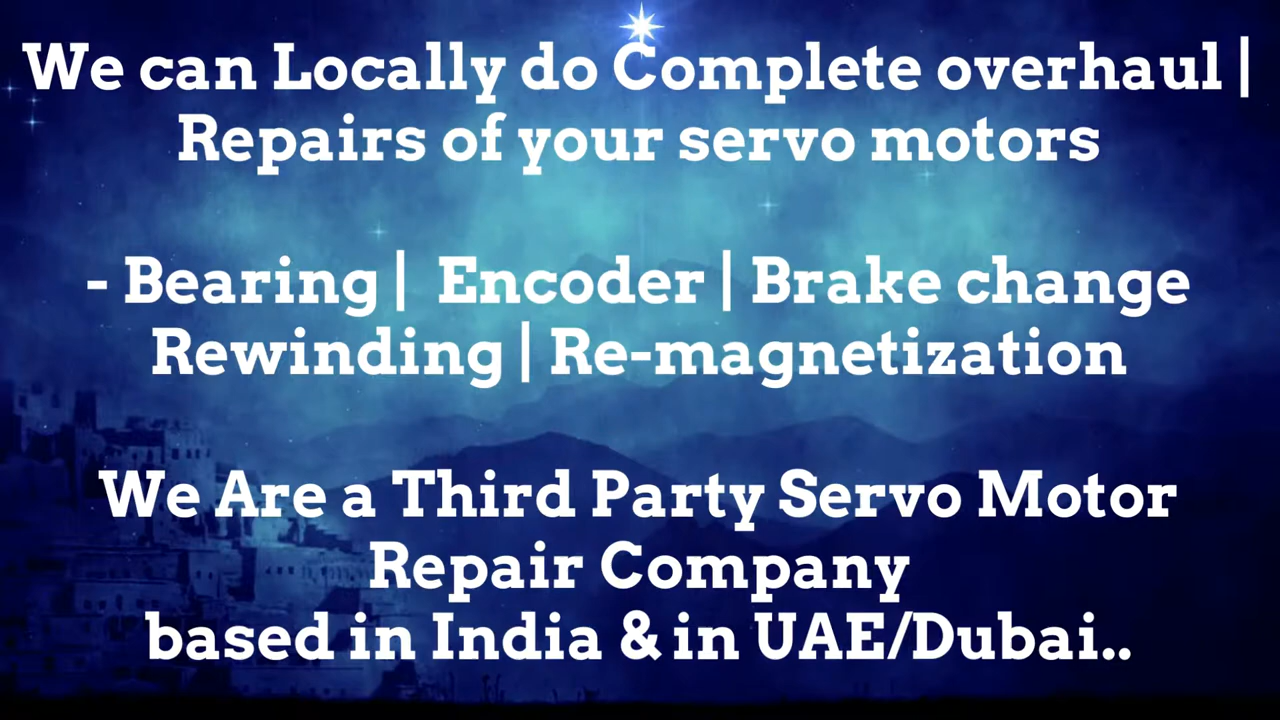 We can Locally do Complete overhaul |
Repairs of your servo motors
- Bearing |  Encoder | Brake change
Rewinding | Re-magnetization
We Are a Third Party Servo Motor
Repair Company
based in India & in UAE/Dubai..